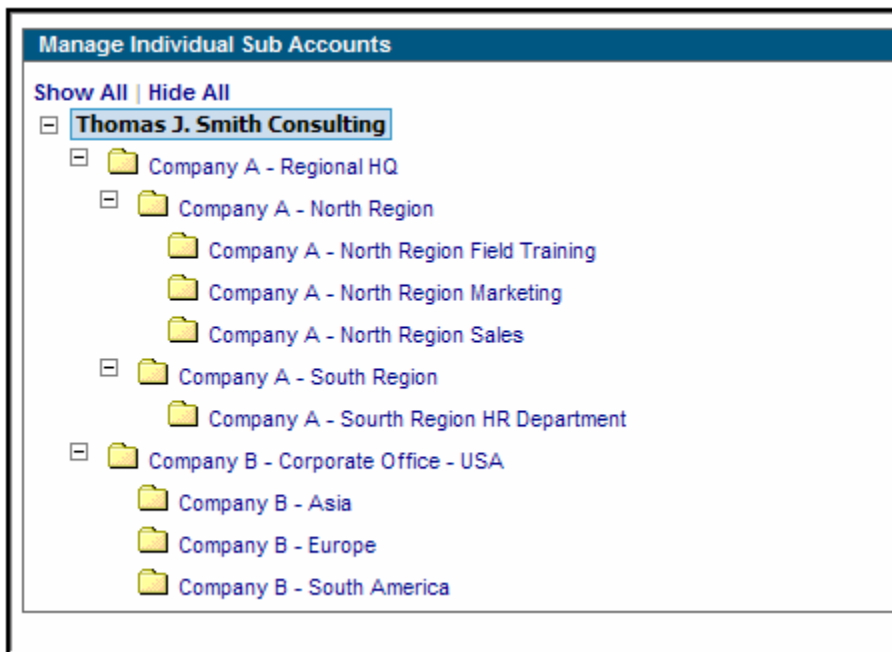 Manage Individual Sub Accounts
Show All | Hide All
Thomas J. Smith Consulting
Company A - Regional HQ
Company A - North Region
Company A - North Region Field Training
Company A - North Region Marketing
Company A - North Region Sales
Company A - South Region
Company A - Sourth Region HR Department
Company B - Corporate Office - USA
Company B - Asia
Company B - Europe
Company B - South America